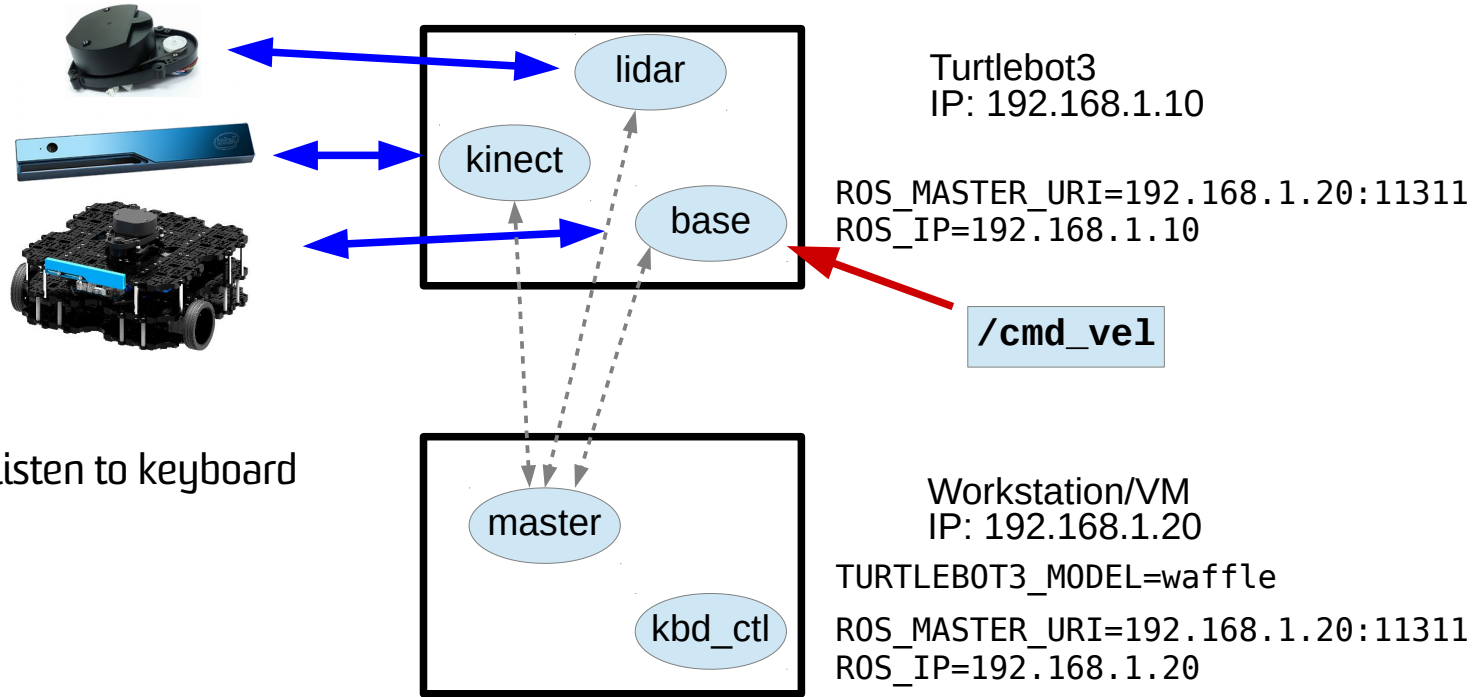 lidar
kinect
base
Turtlebot3
IP: 192.168.1.10
ROS_MASTER_URI=192.168.1.20:11311
ROS_IP=192.168.1.10
/cmd_vel
isten to keyboard
master
kbd_ctl
Workstation/VM
IP: 192.168.1.20
TURTLEBOT3_MODEL=waffle
ROS_MASTER_URI=192.168.1.20:11311
ROS_IP=192.168.1.20